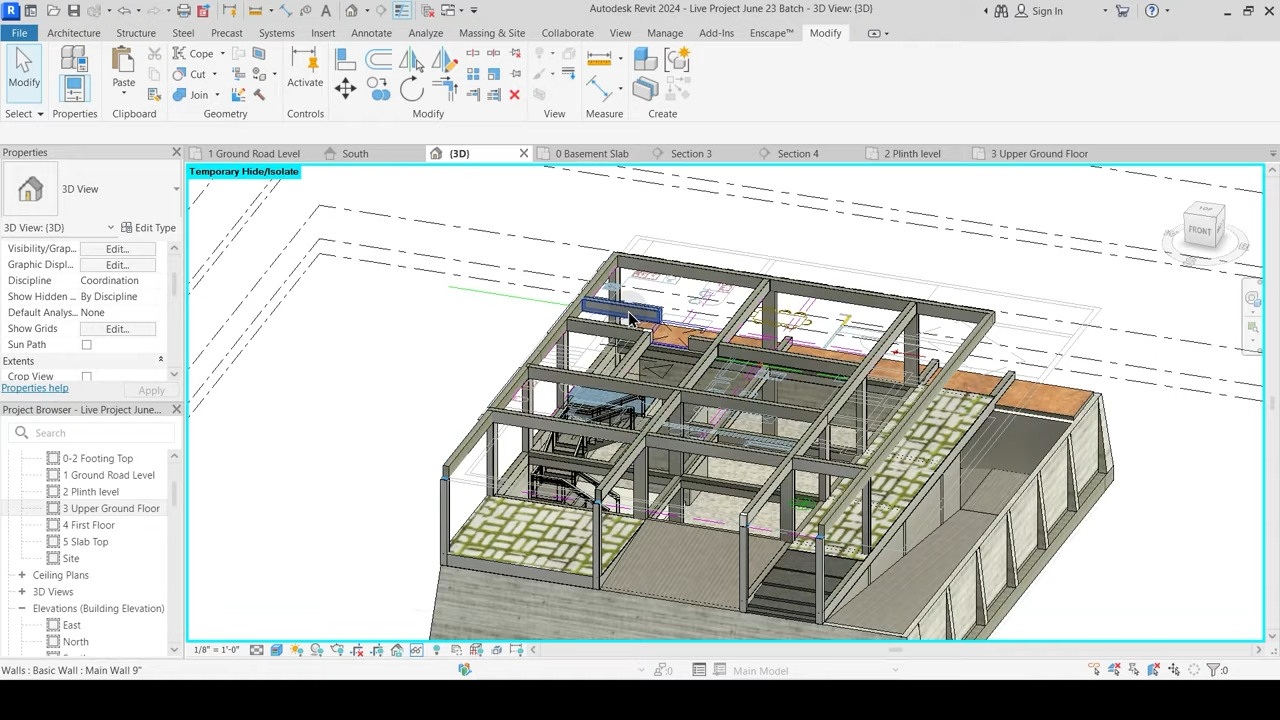 Autodesk Revit 2024 - Live Project June 23 Batch - 3D View: {3D}
Sign In
File Architecture Structure Steel Precast Systems Insert Annotate Analyze Massing & Site Collaborate View Manage Add-Ins Enscape™ Modify
Modify
Paste
Cope
Cut
Join
Activate
Select Properties Clipboard Geometry Controls Modify View Measure Create
Properties
1 Ground Road Level South {3D} 0 Basement Slab Section 3 Section 4 2 Plinth level 3 Upper Ground Floor
Temporary Hide/Isolate
3D View
3D View: {3D} Edit Type
Visibility/Grap... Edit...
Graphic Displ... Edit...
Discipline Coordination
Show Hidden ... By Discipline
Default Analys... None
Show Grids Edit...
Sun Path
Extents
Crop View
Properties help Apply
Project Browser - Live Project June...
Search
0-2 Footing Top
1 Ground Road Level
2 Plinth level
3 Upper Ground Floor
4 First Floor
5 Slab Top
Site
Ceiling Plans
3D Views
Elevations (Building Elevation)
East
North
TOP
FRONT
1/8" = 1'-0"
Walls : Basic Wall : Main Wall 9"
:0
Main Model
:0